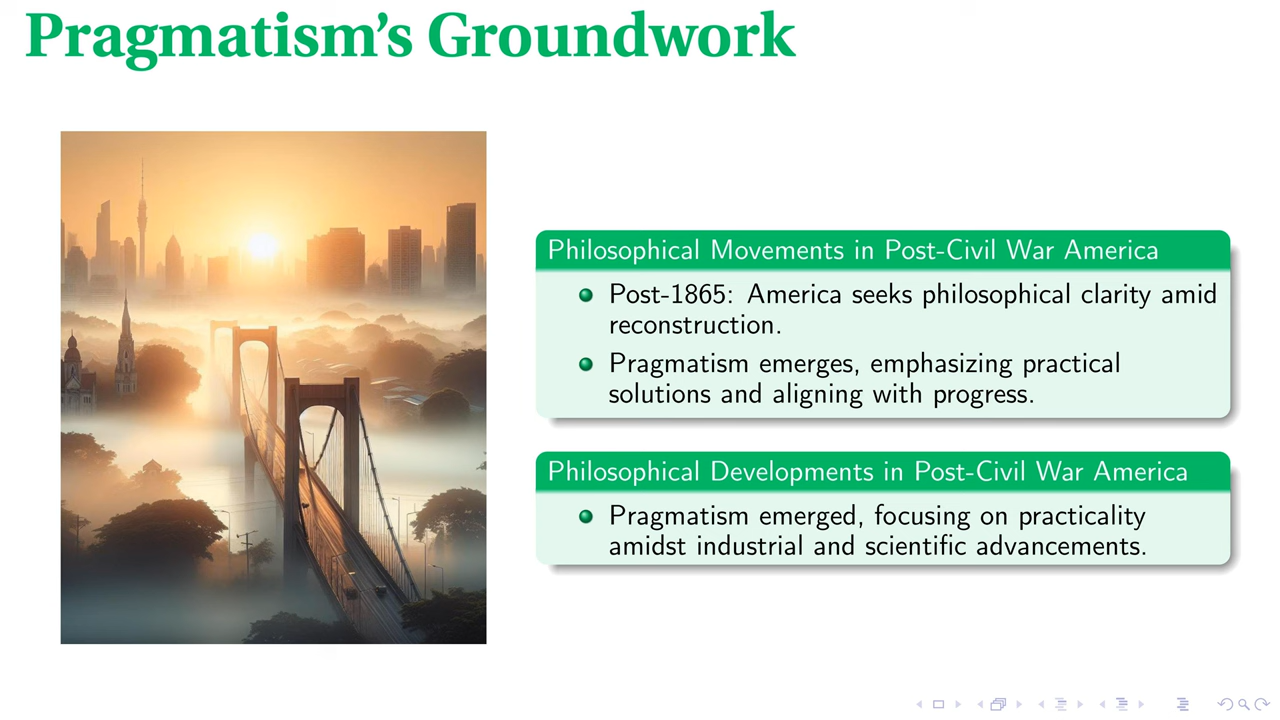 Pragmatism’s Groundwork
Philosophical Movements in Post-Civil War America
Post-1865: America seeks philosophical clarity amid
reconstruction.
Pragmatism emerges, emphasizing practical
solutions and aligning with progress.
Philosophical Developments in Post-Civil War America
Pragmatism emerged, focusing on practicality
amidst industrial and scientific advancements.